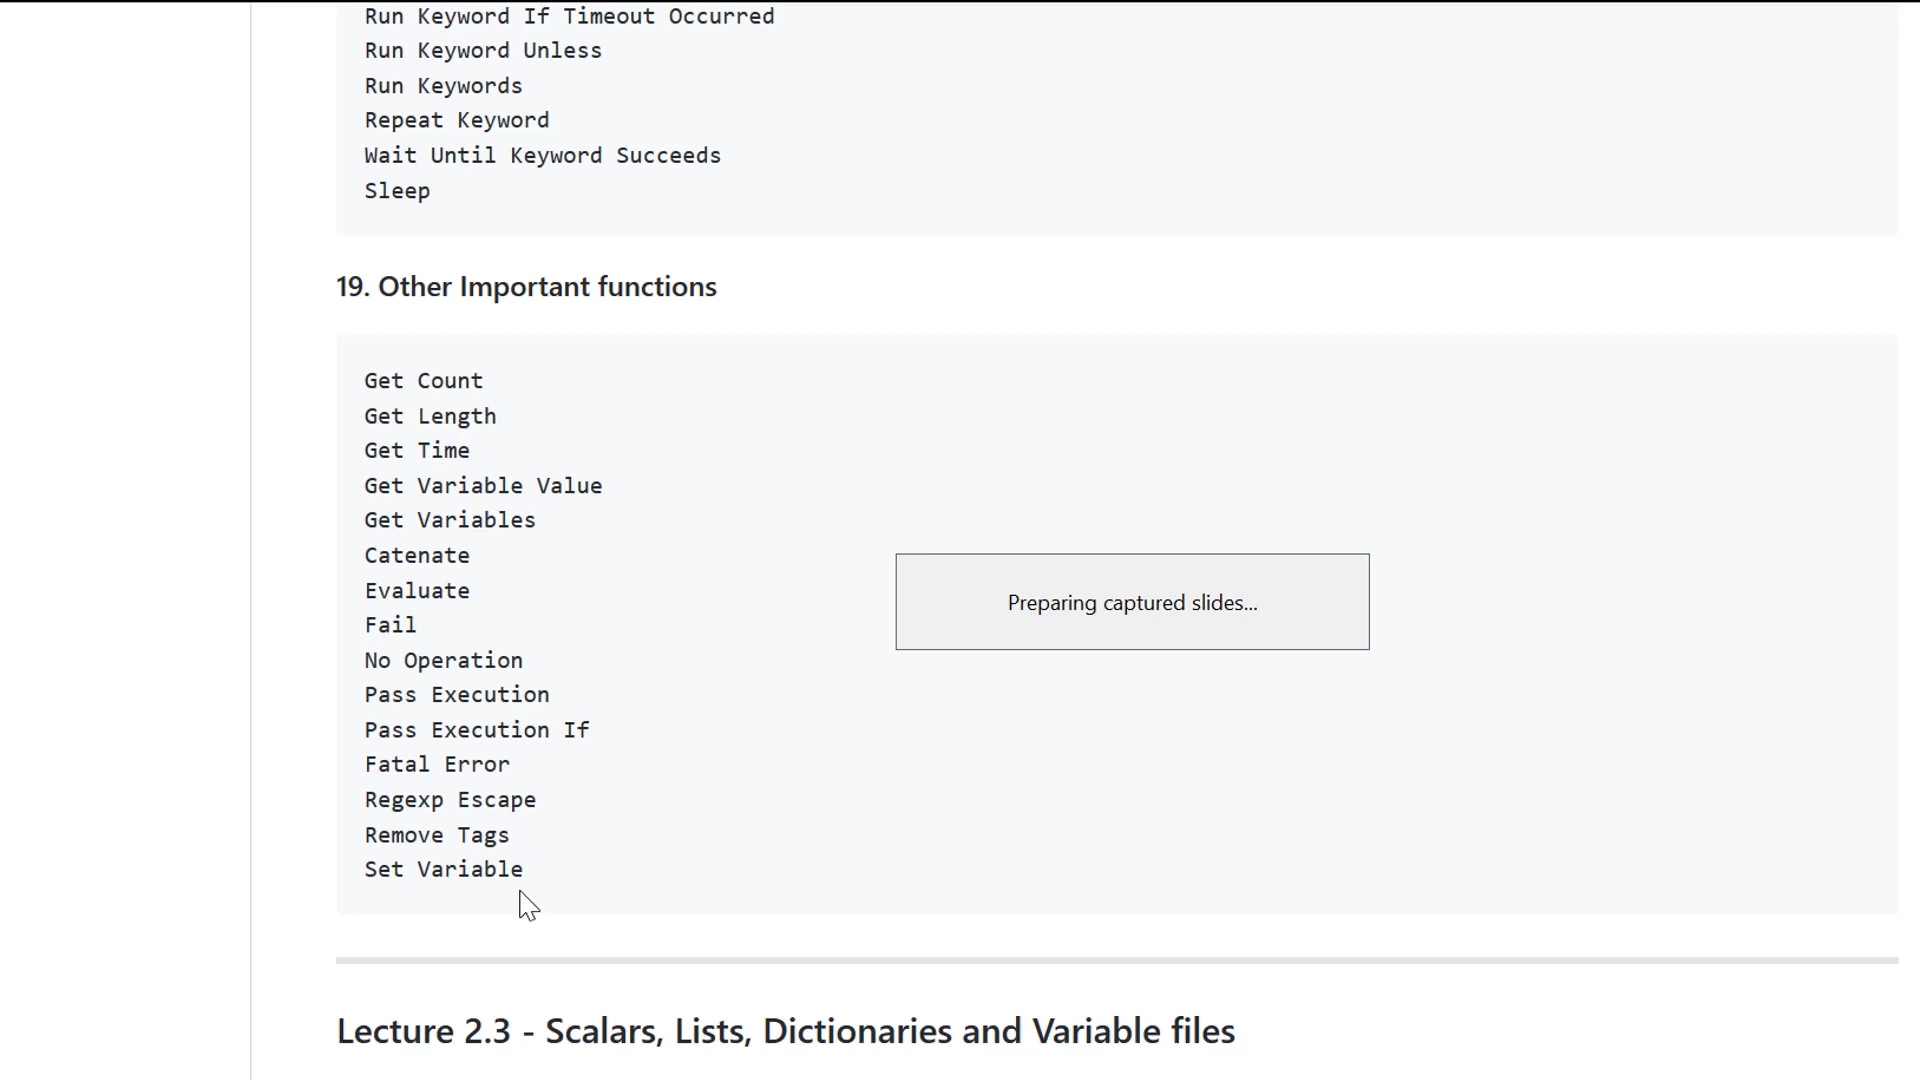 Run Keyword If Timeout Occurred
Run Keyword Unless
Run Keywords
Repeat Keyword
Wait Until Keyword Succeeds
Sleep
19. Other Important functions
Get Count
Get Length
Get Time
Get Variable Value
Get Variables
Catenate
Evaluate
Fail
No Operation
Pass Execution
Pass Execution If
Fatal Error
Regexp Escape
Remove Tags
Set Variable
Preparing captured slides...
Lecture 2.3 - Scalars, Lists, Dictionaries and Variable files